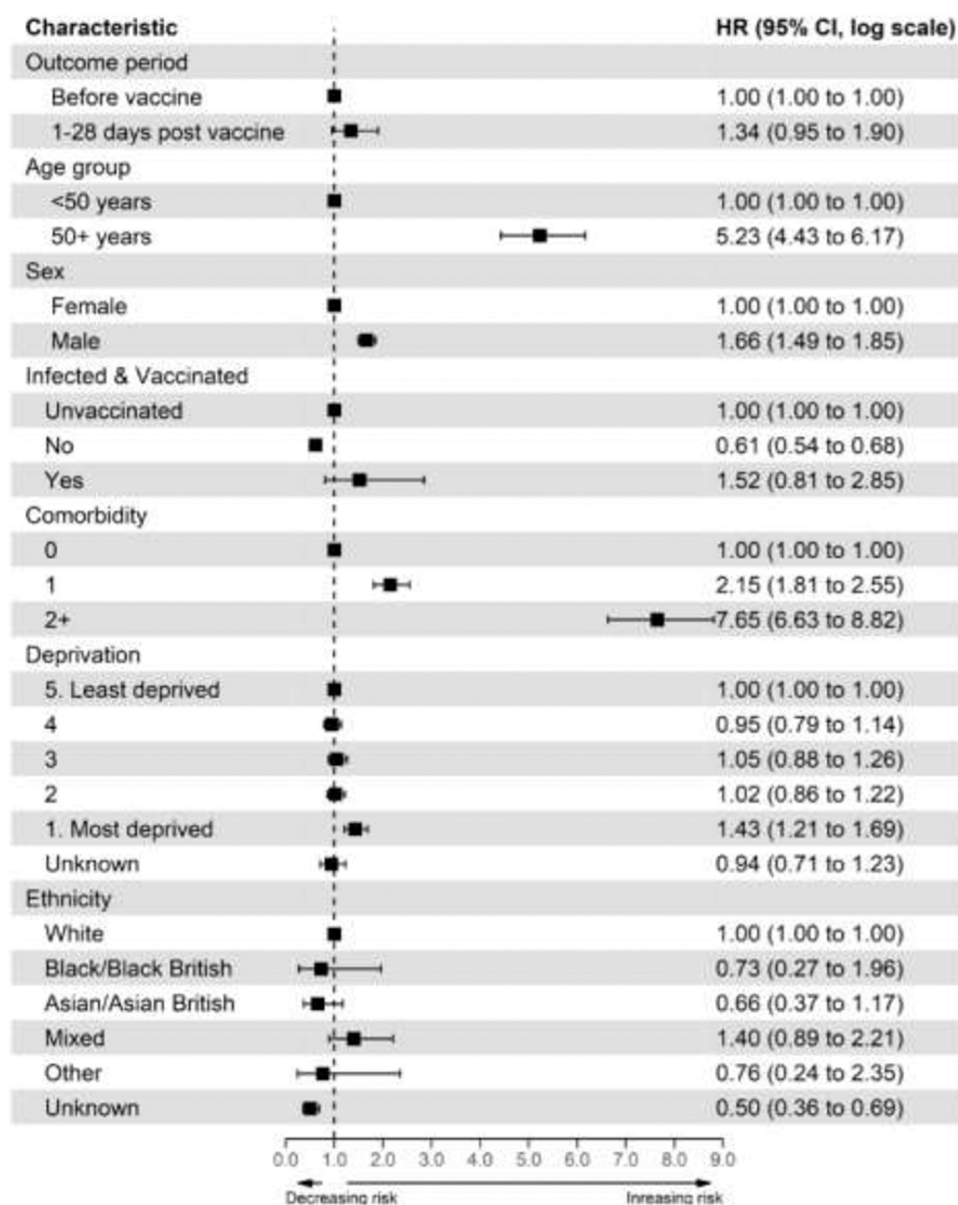 Characteristic HR (95% CI, log scale)
Outcome period
Before vaccine 1.00 (1.00 to 1.00)
1-28 days post vaccine 1.34 (0.95 to 1.90)
Age group
<50 years 1.00 (1.00 to 1.00)
50+ years 5.23 (4.43 to 6.17)
Sex
Female 1.00 (1.00 to 1.00)
Male 1.66 (1.49 to 1.85)
Infected & Vaccinated
Unvaccinated 1.00 (1.00 to 1.00)
No 0.61 (0.54 to 0.68)
Yes 1.52 (0.81 to 2.85)
Comorbidity
0 1.00 (1.00 to 1.00)
1 2.15 (1.81 to 2.55)
2+ 7.65 (6.63 to 8.82)
Deprivation
5. Least deprived 1.00 (1.00 to 1.00)
4 0.95 (0.79 to 1.14)
3 1.05 (0.88 to 1.26)
2 1.02 (0.86 to 1.22)
1. Most deprived 1.43 (1.21 to 1.69)
Unknown 0.94 (0.71 to 1.23)
Ethnicity
White 1.00 (1.00 to 1.00)
Black/Black British 0.73 (0.27 to 1.96)
Asian/Asian British 0.66 (0.37 to 1.17)
Mixed 1.40 (0.89 to 2.21)
Other 0.76 (0.24 to 2.35)
Unknown 0.50 (0.36 to 0.69)
0.0 1.0 2.0 3.0 4.0 5.0 6.0 7.0 8.0 9.0
Decreasing risk Inreasing risk